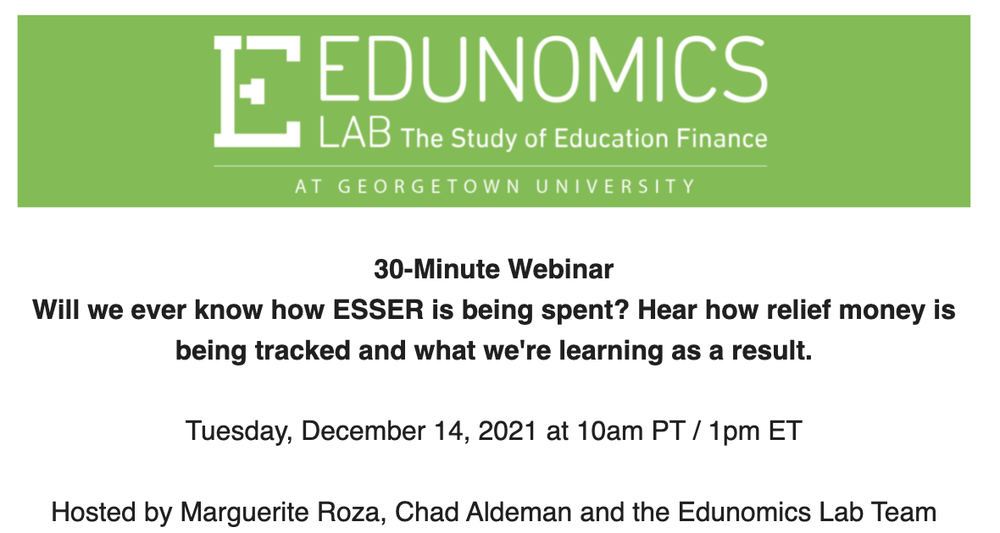 EDUNOMICS
LAB The Study of Education Finance
AT GEORGETOWN UNIVERSITY
30-Minute Webinar
Will we ever know how ESSER is being spent? Hear how relief money is
being tracked and what we're learning as a result.
Tuesday, December 14, 2021 at 10am PT / 1pm ET
Hosted by Marguerite Roza, Chad Aldeman and the Edunomics Lab Team